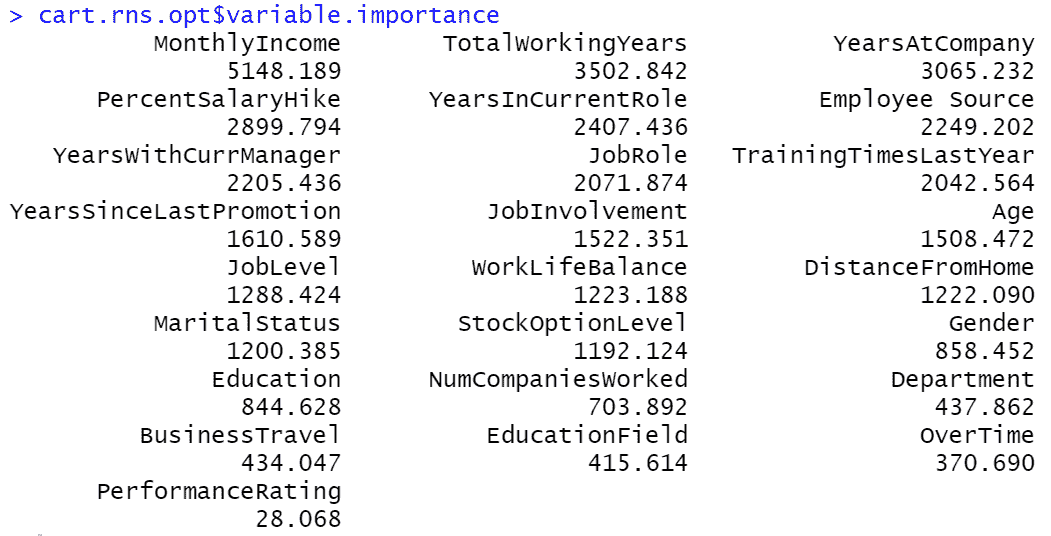 > cart.rns.opt$variable.importance
MonthlyIncome TotalWorkingYears YearsAtCompany
5148.189 3502.842 3065.232
PercentSalaryHike YearsInCurrentRole Employee Source
2899.794 2407.436 2249.202
YearsWithCurrManager JobRole TrainingTimesLastYear
2205.436 2071.874 2042.564
YearsSinceLastPromotion JobInvolvement Age
1610.589 1522.351 1508.472
JobLevel WorkLifeBalance DistanceFromHome
1288.424 1223.188 1222.090
MaritalStatus StockOptionLevel Gender
1200.385 1192.124 858.452
Education NumCompaniesWorked Department
844.628 703.892 437.862
BusinessTravel EducationField OverTime
434.047 415.614 370.690
PerformanceRating
28.068